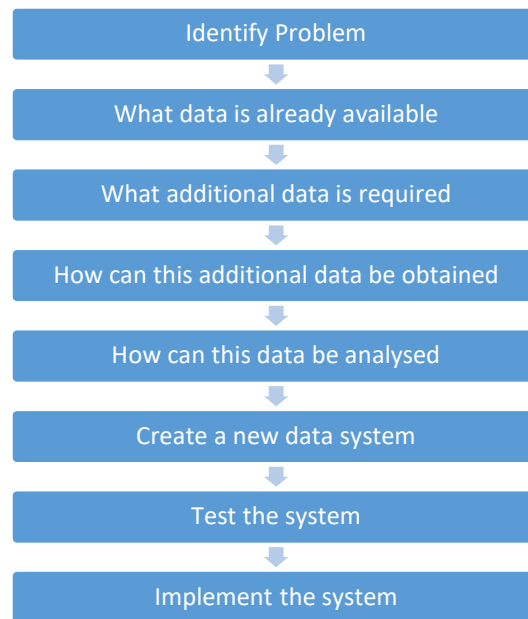 Identify Problem
What data is already available
What additional data is required
How can this additional data be obtained
How can this data be analysed
Create a new data system
Test the system
Implement the system